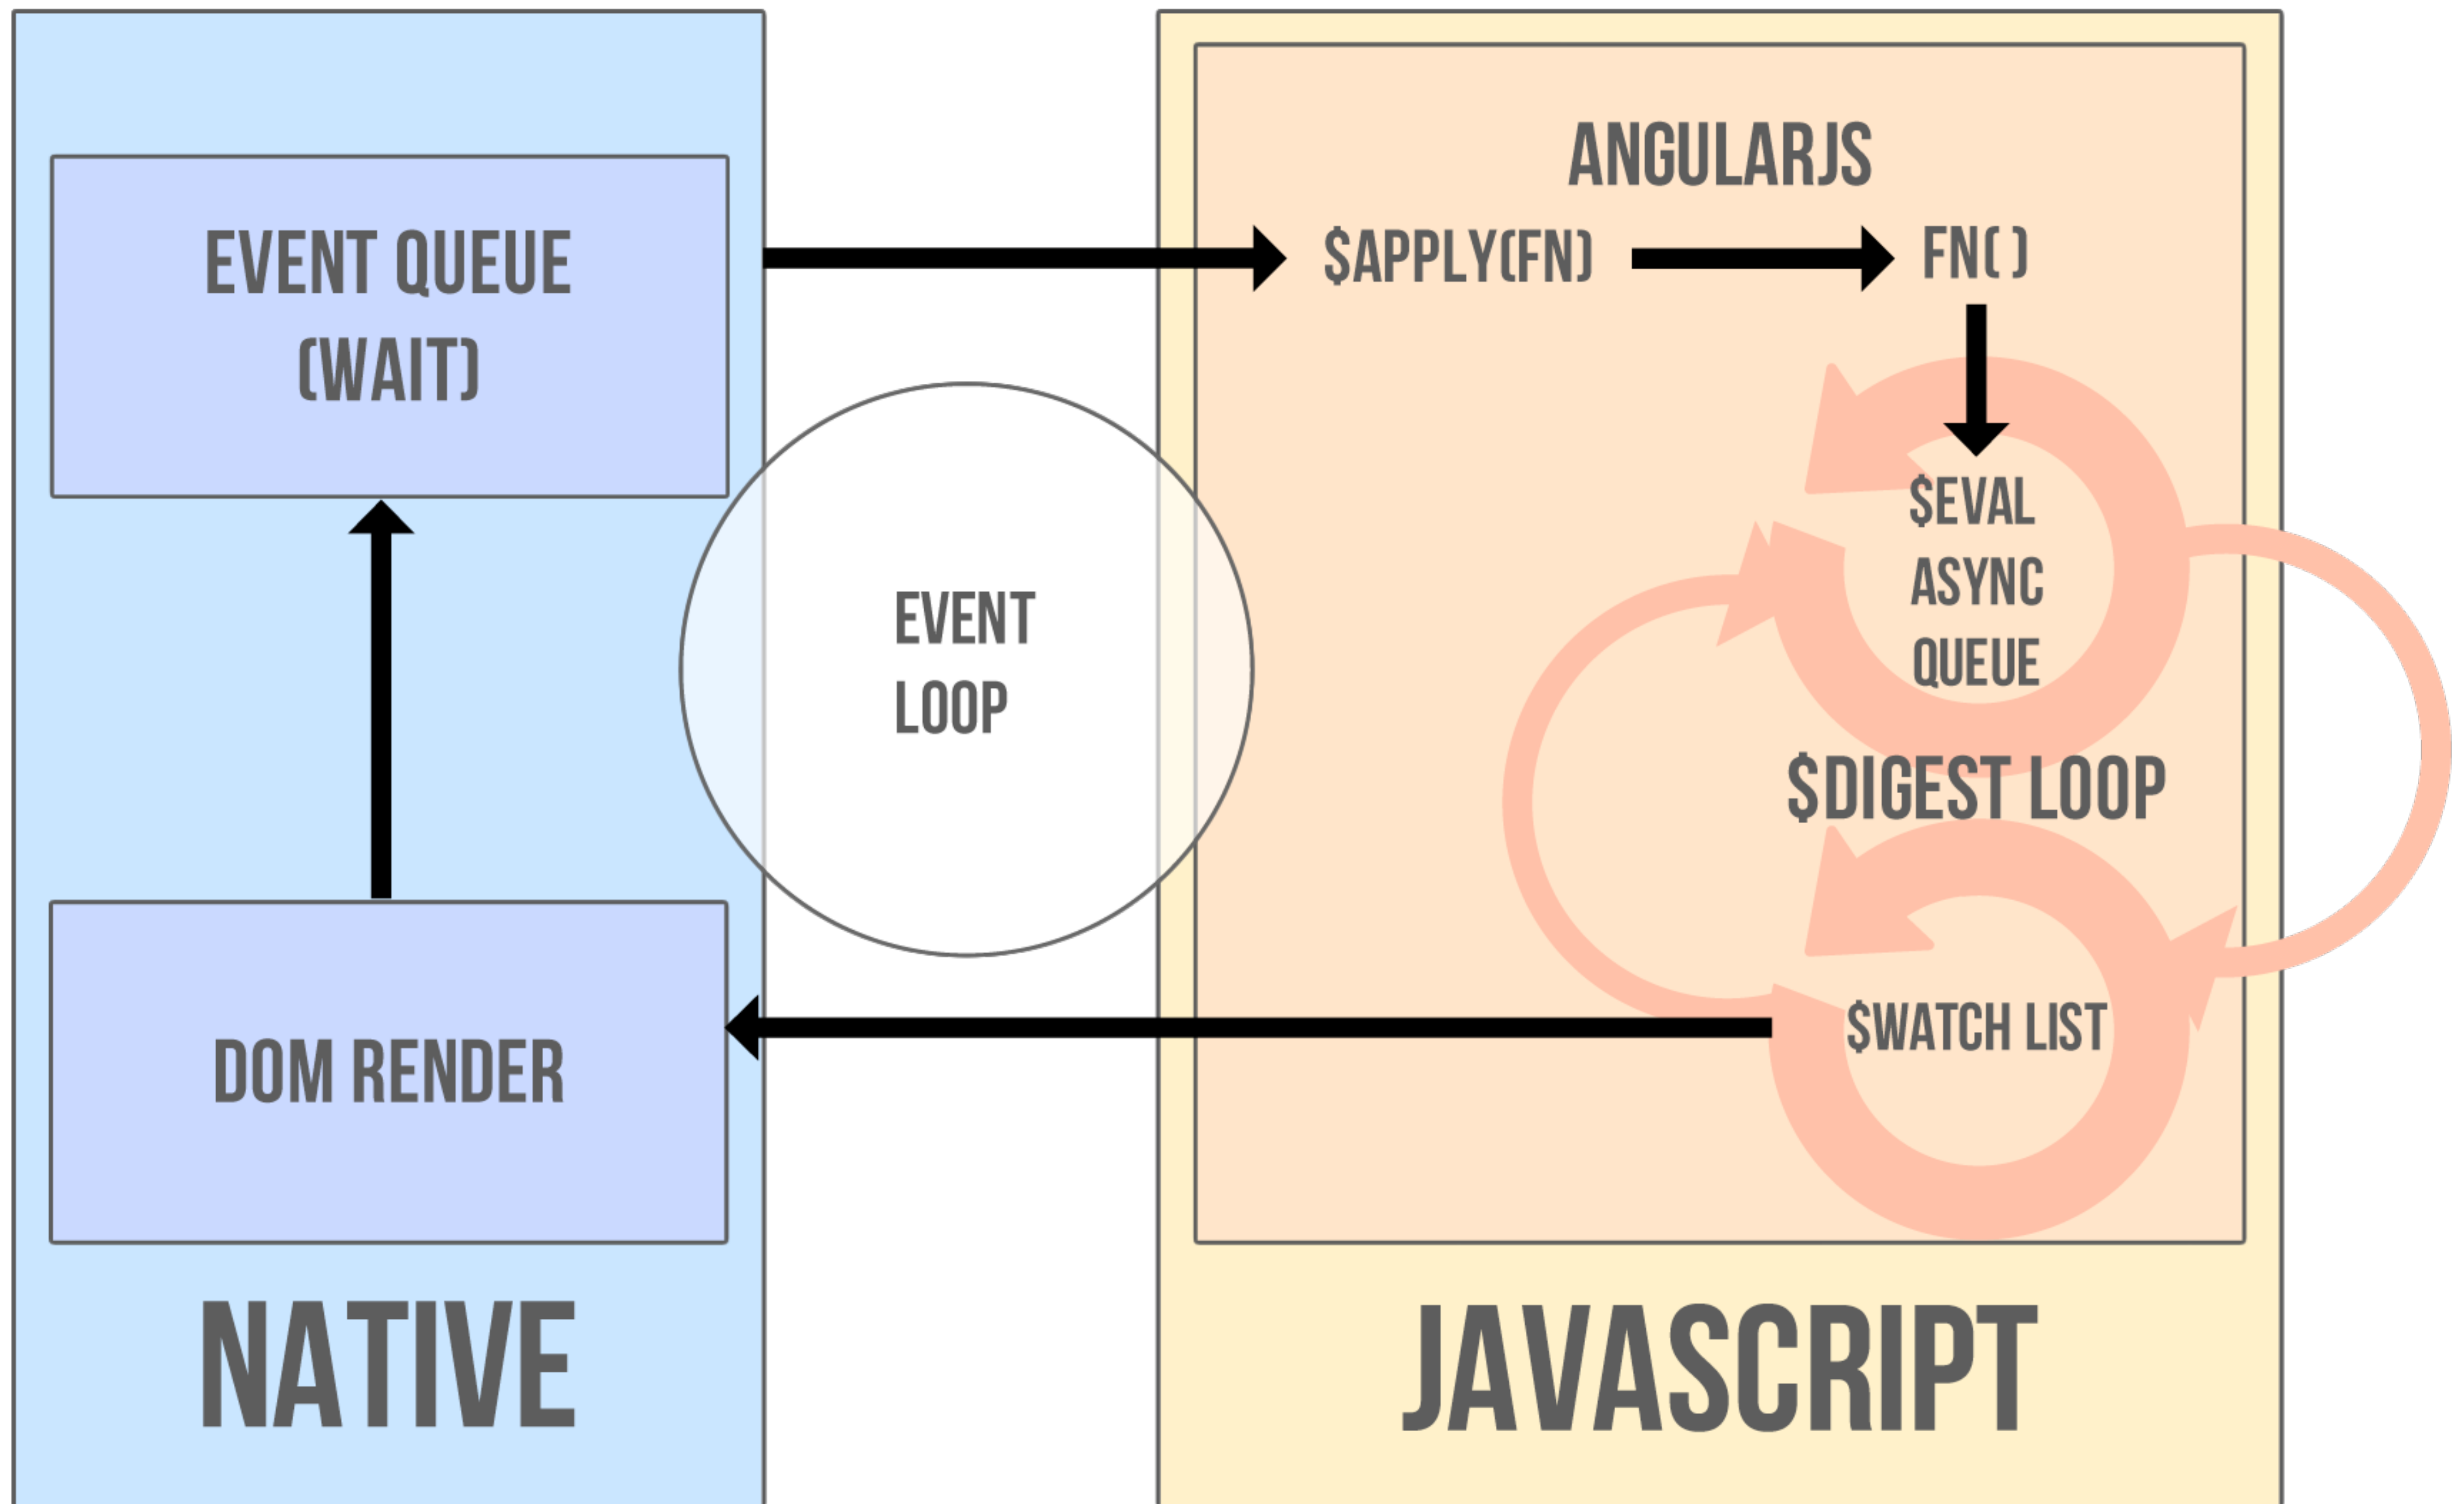 EVENT QUEUE
(WAIT)
EVENT
LOOP
DOM RENDER
NATIVE
ANGULARJS
$APPLY(FN)
FN( )
$EVAL
ASYNC
QUEUE
$DIGEST LOOP
$WATCH LIST
JAVASCRIPT